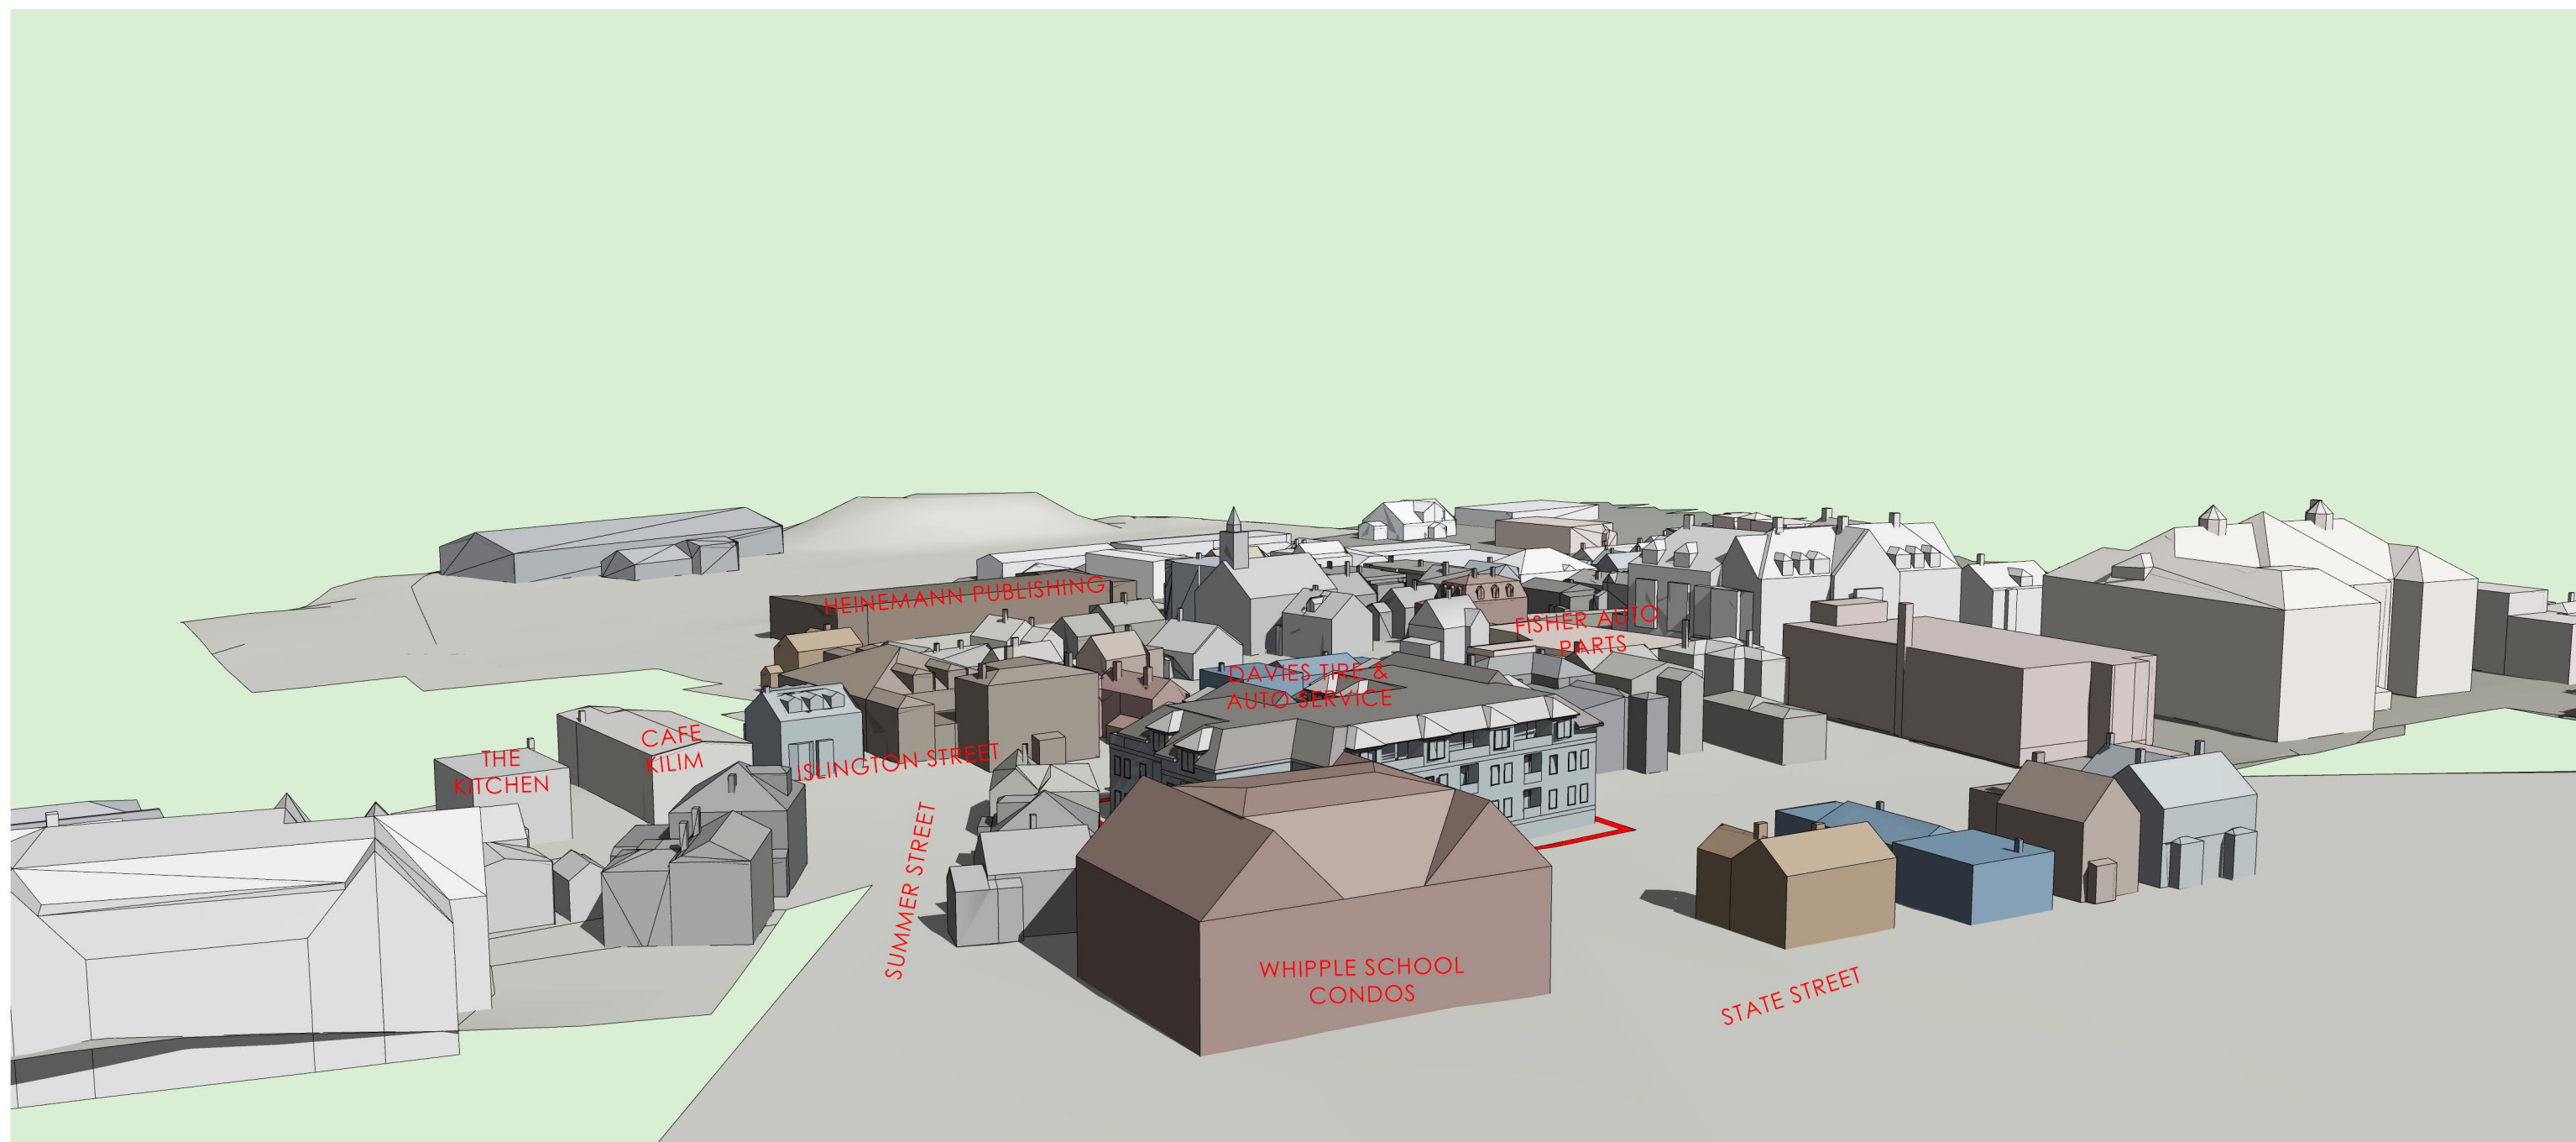 HEINEMANN PUBLISHING
FISHER AUTO
PARTS
DAVIES TIRE &
AUTO SERVICE
CAFE
KILIM
THE
KITCHEN
ISLINGTON STREET
SUMMER STREET
WHIPPLE SCHOOL
CONDOS
STATE STREET